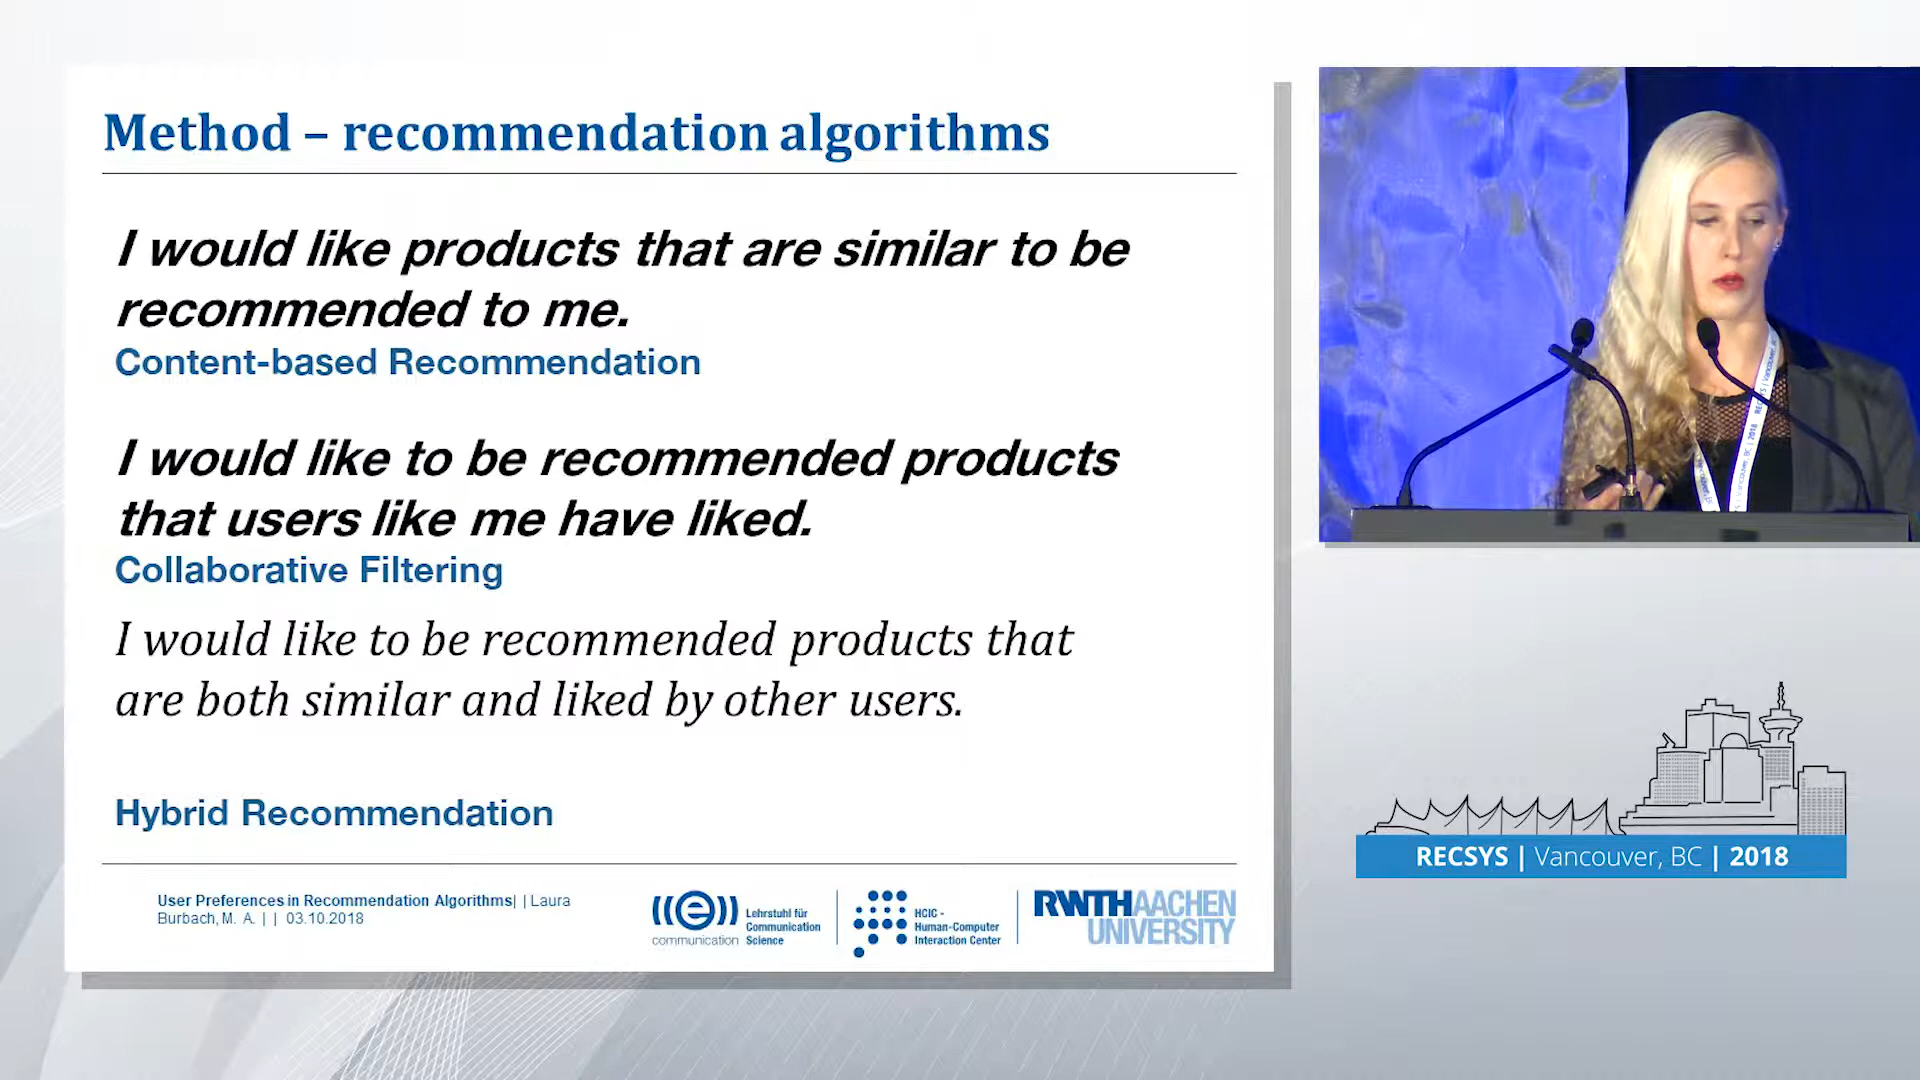 Method – recommendation algorithms
I would like products that are similar to be
recommended to me.
Content-based Recommendation
I would like to be recommended products
that users like me have liked.
Collaborative Filtering
I would like to be recommended products that
are both similar and liked by other users.
Hybrid Recommendation
User Preferences in Recommendation Algorithms| | Laura
Burbach, M. A. | | 03.10.2018
((e))
communication
Lehrstuhl für
Communication
Science
HCIC -
Human-Computer
Interaction Center
RWTHAACHEN
UNIVERSITY
RECSYS | Vancouver, BC | 2018